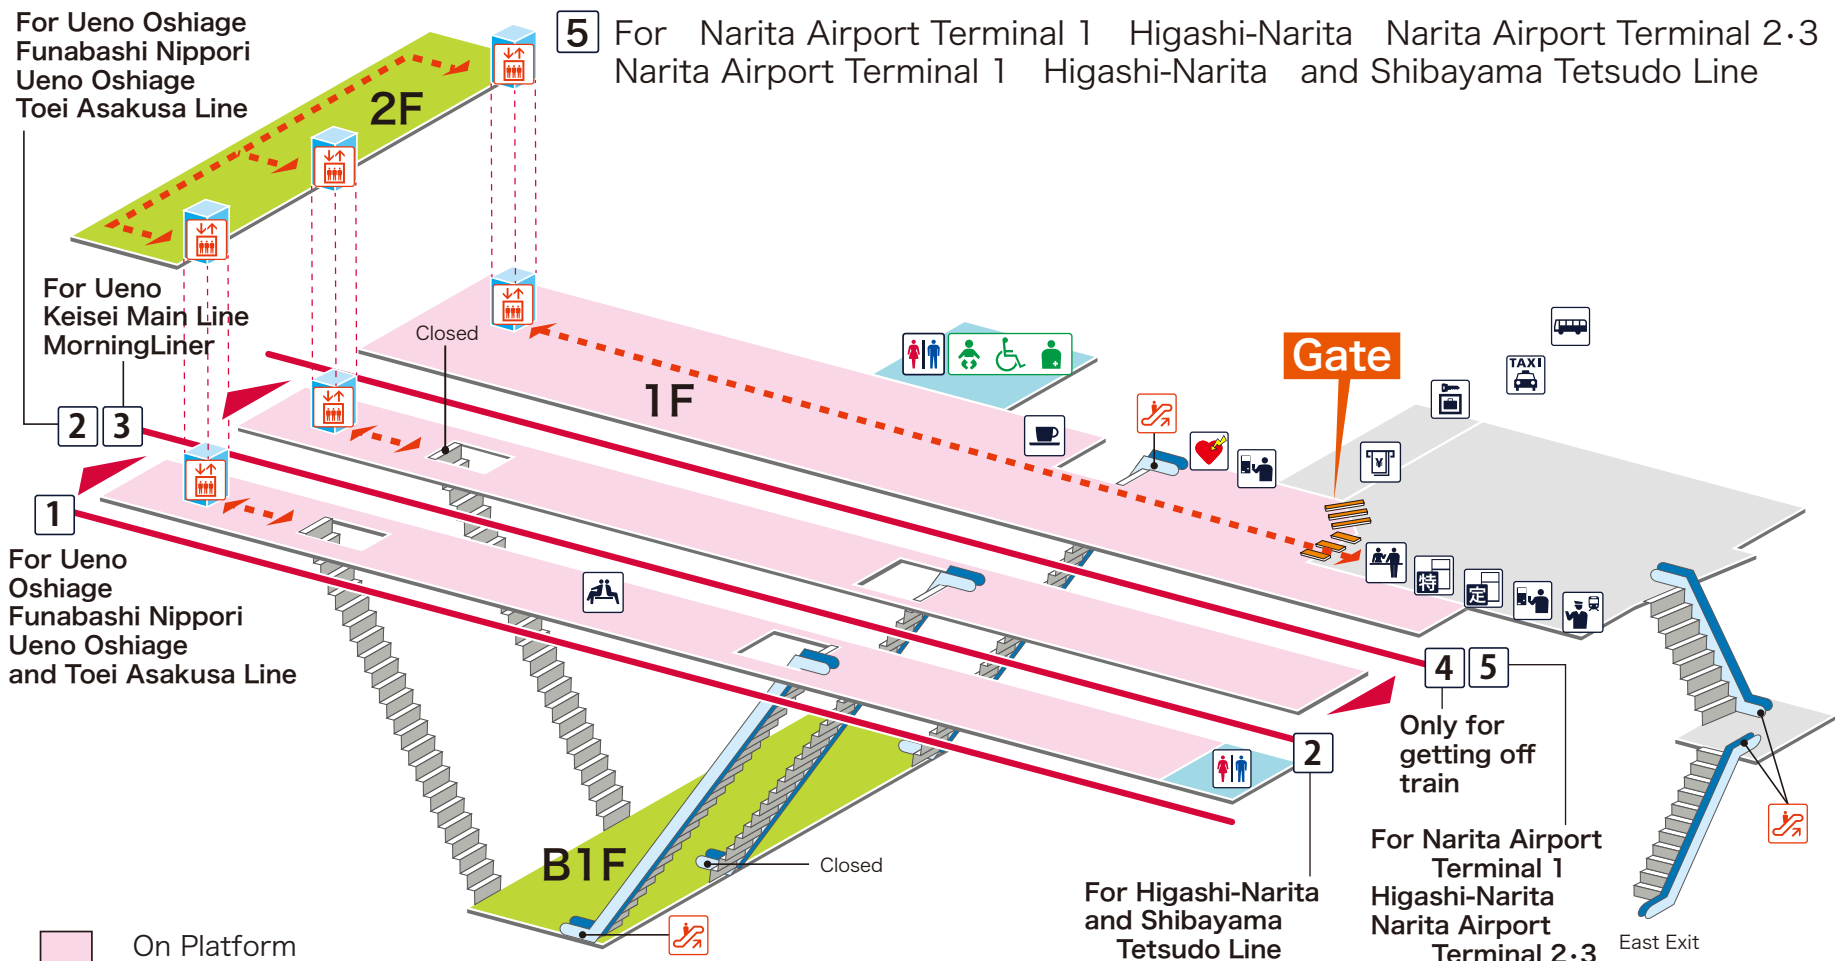 For Ueno Oshiage
Funabashi Nippori
Ueno Oshiage
Toei Asakusa Line
5 For Narita Airport Terminal 1 Higashi-Narita Narita Airport Terminal 2·3
Narita Airport Terminal 1 Higashi-Narita and Shibayama Tetsudo Line
2F
For Ueno
Keisei Main Line
MorningLiner
Closed
1F
Gate
TAXI
¥
2 3
1
For Ueno
Oshiage
Funabashi Nippori
Ueno Oshiage
and Toei Asakusa Line
特
定
4 5
Only for
getting off
train
2
For Higashi-Narita
and Shibayama
Tetsudo Line
For Narita Airport
Terminal 1
Higashi-Narita
Narita Airport
Terminal 2·3
East Exit
B1F
Closed
On Platform